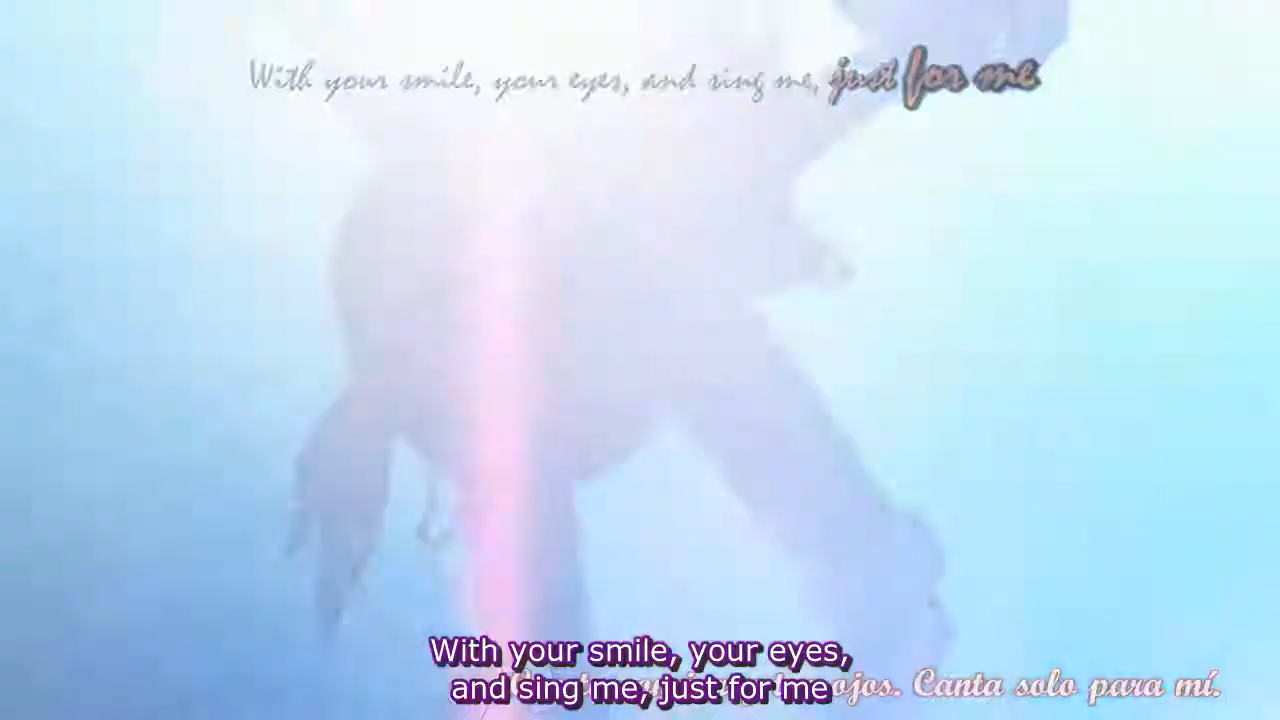 With your smile, your eyes, and sing me, just for me
With your smile, your eyes,
and sing me, just for me
ojos. Canta solo para mí.